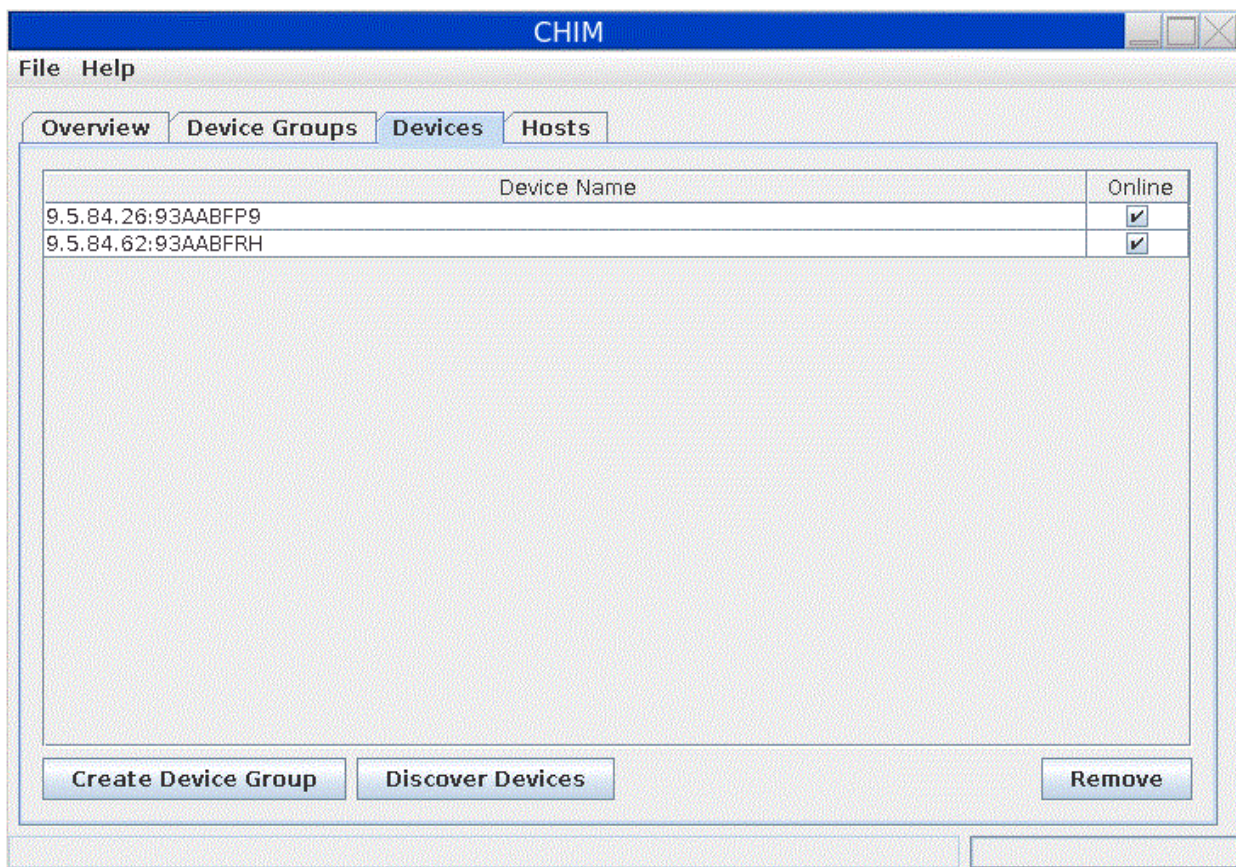 CHIM
File Help
Overview Device Groups Devices Hosts
Device Name Online
9.5.84.26:93AABFP9
9.5.84.62:93AABFRH
Create Device Group Discover Devices Remove